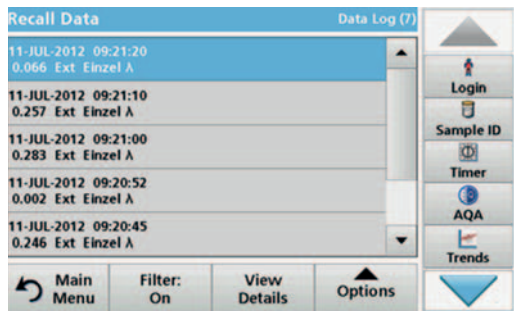 Recall Data
Data Log (7)
11-JUL-2012 09:21:20
0.066 Ext Einzel λ
11-JUL-2012 09:21:10
0.257 Ext Einzel λ
11-JUL-2012 09:21:00
0.283 Ext Einzel λ
11-JUL-2012 09:20:52
0.002 Ext Einzel λ
11-JUL-2012 09:20:45
0.246 Ext Einzel λ
Main
Menu
Filter:
On
View
Details
Options
Login
Sample ID
Timer
AQA
Trends